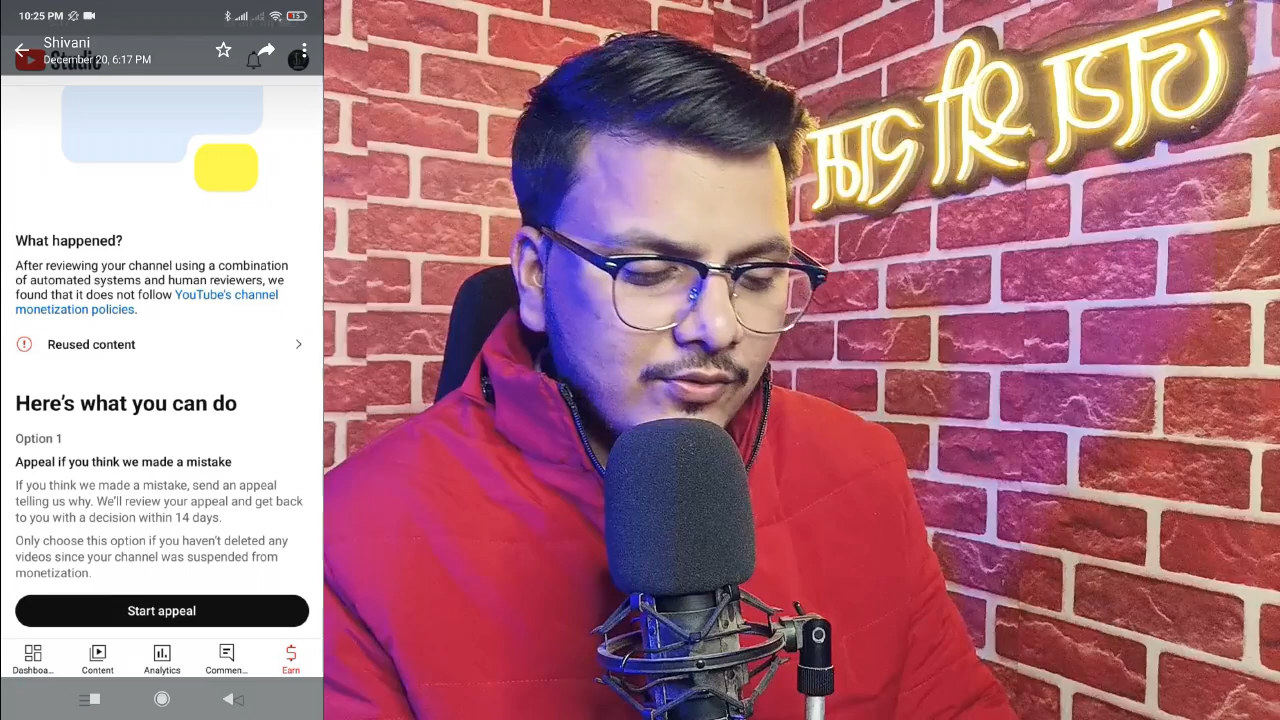 10:25 PM
15
Shivani
December 20, 6:17 PM
Studio
What happened?
After reviewing your channel using a combination
of automated systems and human reviewers, we
found that it does not follow YouTube's channel
monetization policies.
Reused content
Here's what you can do
Option 1
Appeal if you think we made a mistake
If you think we made a mistake, send an appeal
telling us why. We'll review your appeal and get back
to you with a decision within 14 days.
Only choose this option if you haven't deleted any
videos since your channel was suspended from
monetization.
Start appeal
Dashboa...
Content
Analytics
Commen...
Earn